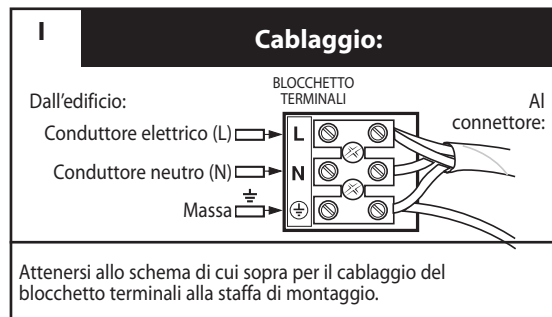 I
Cablaggio:
BLOCCHETTO
TERMINALI
Dall'edificio:
Al
connettore:
Conduttore elettrico (L)
L
Conduttore neutro (N)
N
Massa
Attenersi allo schema di cui sopra per il cablaggio del
blocchetto terminali alla staffa di montaggio.